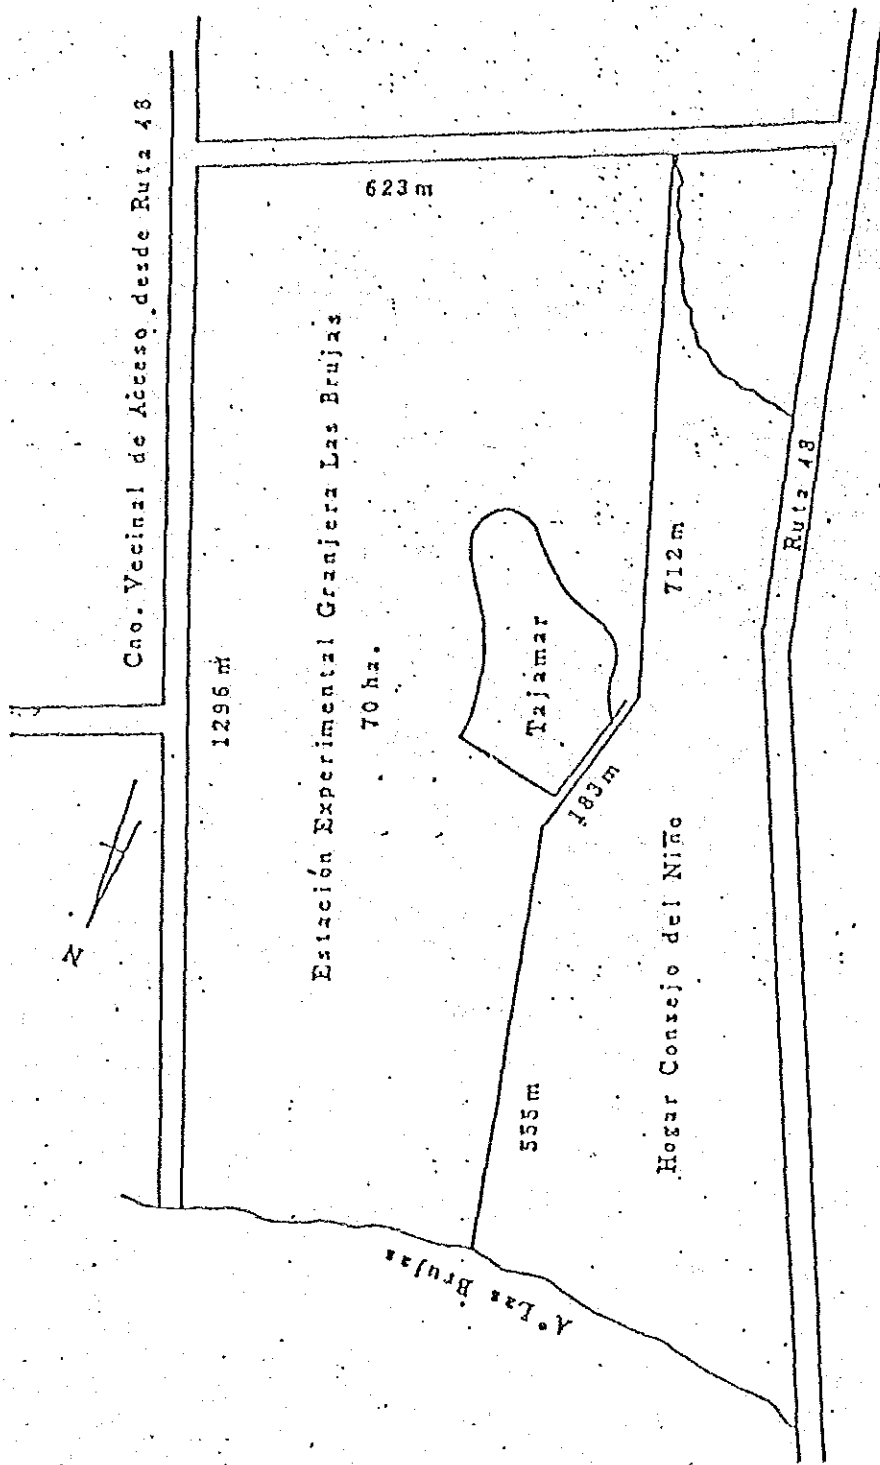 Cno. Vecinal de Acceso desde Ruta 48
623 m
1296 m
Estación Experimental Granjera Las Brujas
70 ha.
Tajamar
712 m
183 m
Ruta 48
N
555 m
Hogar Consejo del Niño
A° Las Brujas